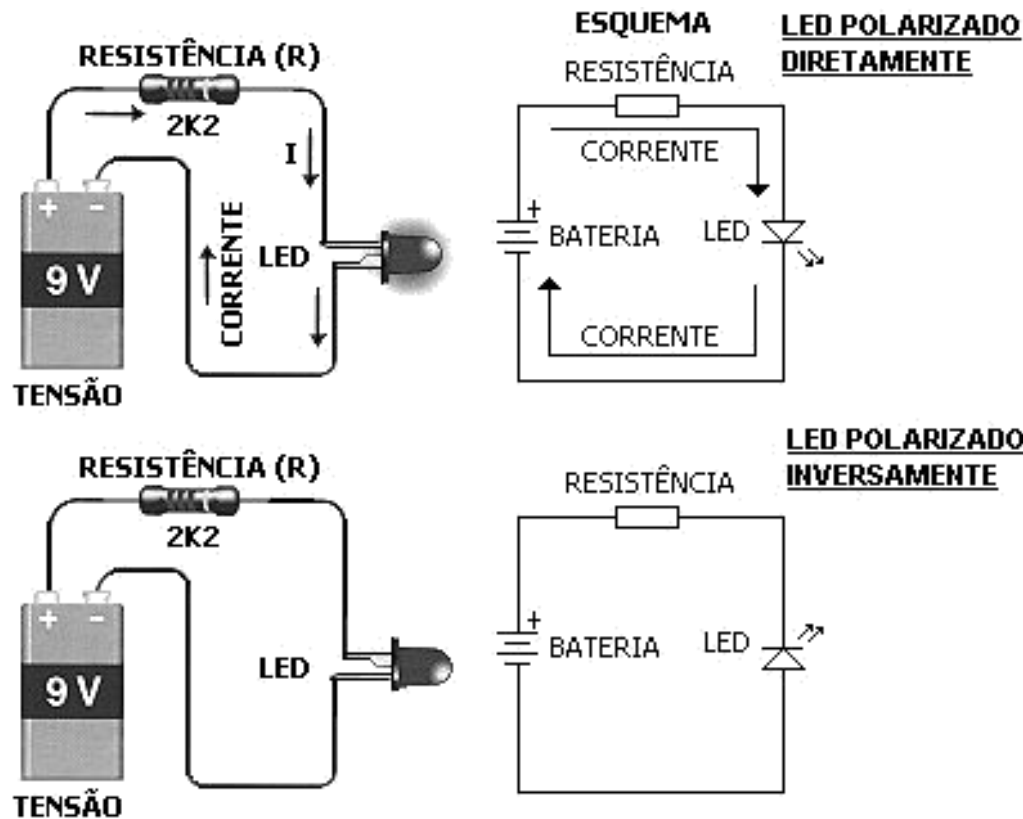 ESQUEMA
LED POLARIZADO
DIRETAMENTE
RESISTÊNCIA (R)
2K2
I
LED
CORRENTE
+ -
9 V
TENSÃO
RESISTÊNCIA
CORRENTE
+
BATERIA
LED
CORRENTE
LED POLARIZADO
INVERSAMENTE
RESISTÊNCIA (R)
2K2
LED
+ -
9 V
TENSÃO
RESISTÊNCIA
+
BATERIA
LED